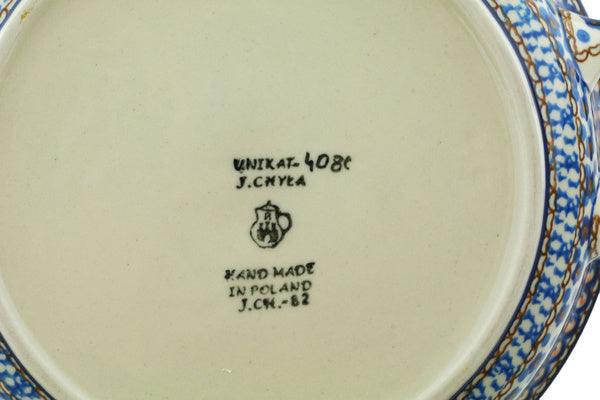 UNIKAT-408c
J.CHYŁA
HAND MADE
IN POLAND
J.CH.-82